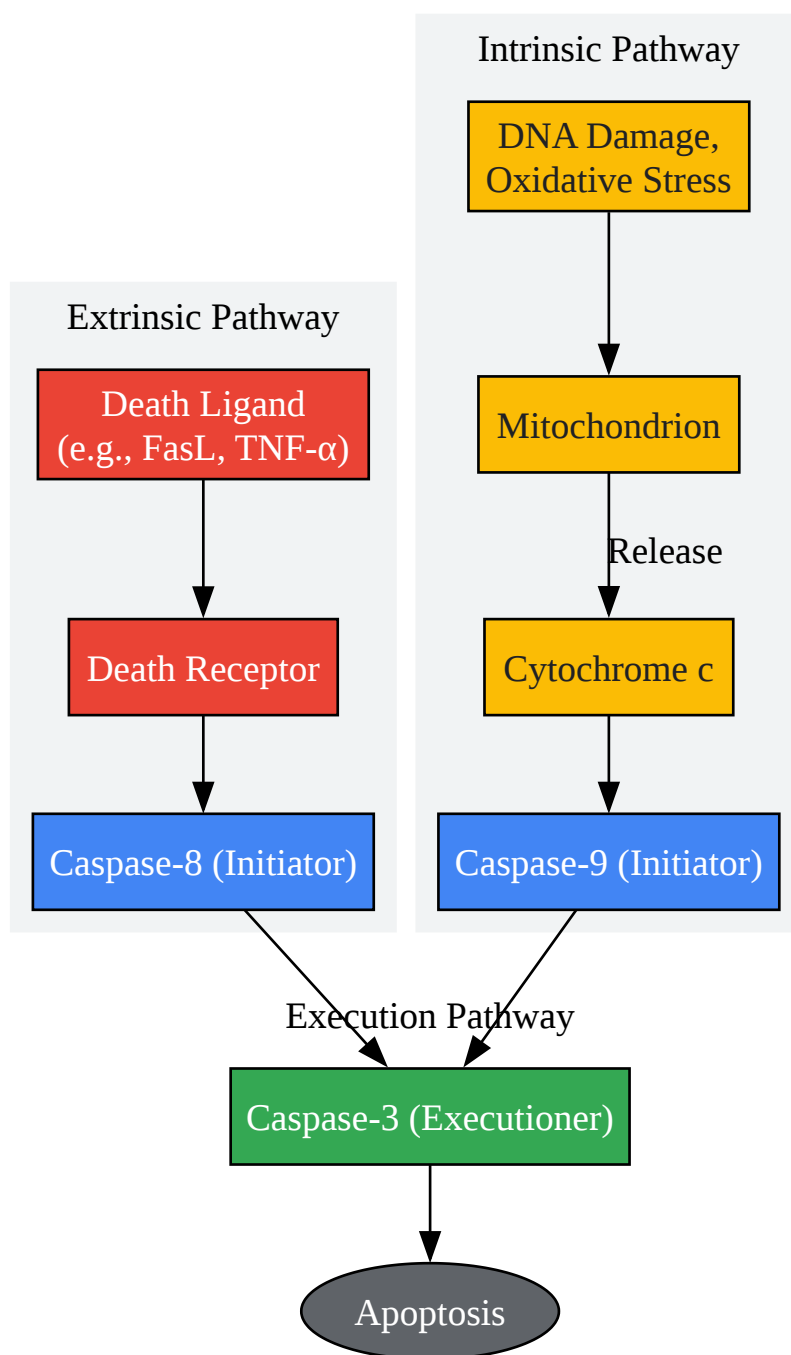 Intrinsic Pathway
DNA Damage,
Oxidative Stress
Extrinsic Pathway
Death Ligand
(e.g., FasL, TNF-α)
Mitochondrion
Release
Death Receptor
Cytochrome c
Caspase-8 (Initiator)
Caspase-9 (Initiator)
Execution Pathway
Caspase-3 (Executioner)
Apoptosis